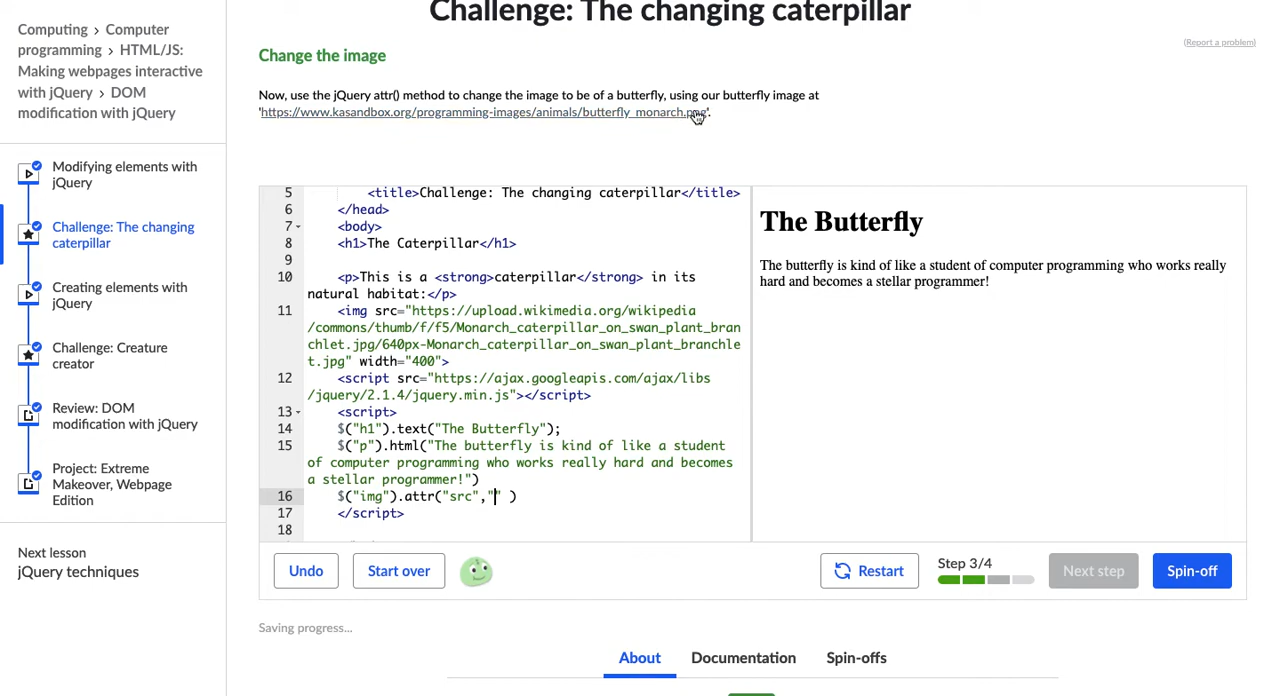 Computing › Computer
programming › HTML/JS:
Making webpages interactive
with jQuery › DOM
modification with jQuery
Modifying elements with
jQuery
Challenge: The changing
caterpillar
Creating elements with
jQuery
Challenge: Creature
creator
Review: DOM
modification with jQuery
Project: Extreme
Makeover, Webpage
Edition
Next lesson
jQuery techniques
Challenge: The changing caterpillar
(Report a problem)
Change the image
Now, use the jQuery attr() method to change the image to be of a butterfly, using our butterfly image at
'https://www.kasandbox.org/programming-images/animals/butterfly_monarch.png'.
5 <title>Challenge: The changing caterpillar</title>
6 </head>
7 <body>
8 <h1>The Caterpillar</h1>
9
10 <p>This is a <strong>caterpillar</strong> in its
natural habitat:</p>
11 <img src="https://upload.wikimedia.org/wikipedia
/commons/thumb/f/f5/Monarch_caterpillar_on_swan_plant_bran
chlet.jpg/640px-Monarch_caterpillar_on_swan_plant_branchle
t.jpg" width="400">
12 <script src="https://ajax.googleapis.com/ajax/libs
/jquery/2.1.4/jquery.min.js"></script>
13 <script>
14 $("h1").text("The Butterfly");
15 $("p").html("The butterfly is kind of like a student
of computer programming who works really hard and becomes
a stellar programmer!")
16 $("img").attr("src","" )
17 </script>
18
The Butterfly
The butterfly is kind of like a student of computer programming who works really
hard and becomes a stellar programmer!
Undo
Start over
Restart
Step 3/4
Next step
Spin-off
Saving progress...
About
Documentation
Spin-offs